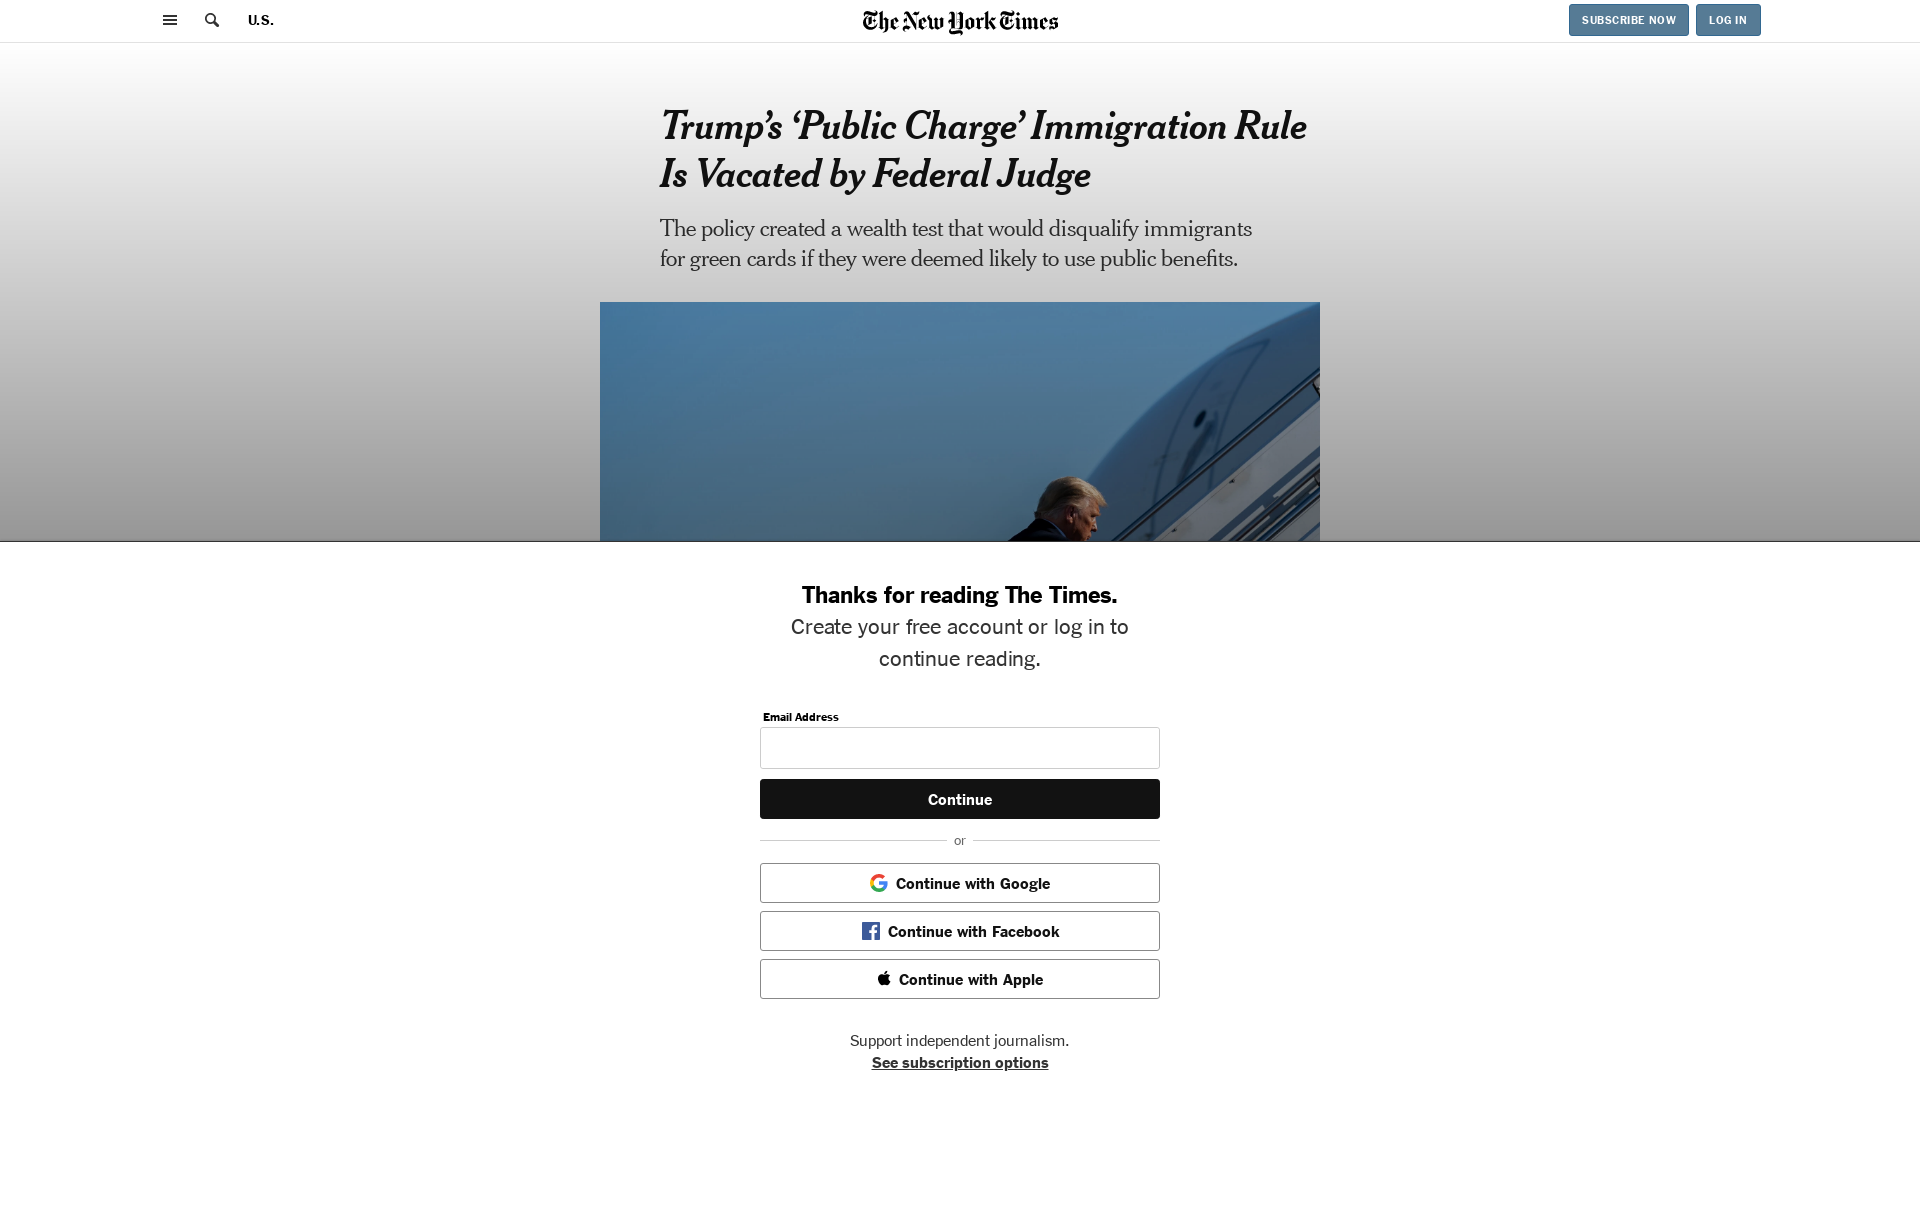 U.S.
The New York Times
SUBSCRIBE NOW
LOG IN
Trump’s ‘Public Charge’ Immigration Rule
Is Vacated by Federal Judge
The policy created a wealth test that would disqualify immigrants
for green cards if they were deemed likely to use public benefits.
Thanks for reading The Times.
Create your free account or log in to
continue reading.
Email Address
Continue
or
Continue with Google
Continue with Facebook
Continue with Apple
Support independent journalism.
See subscription options